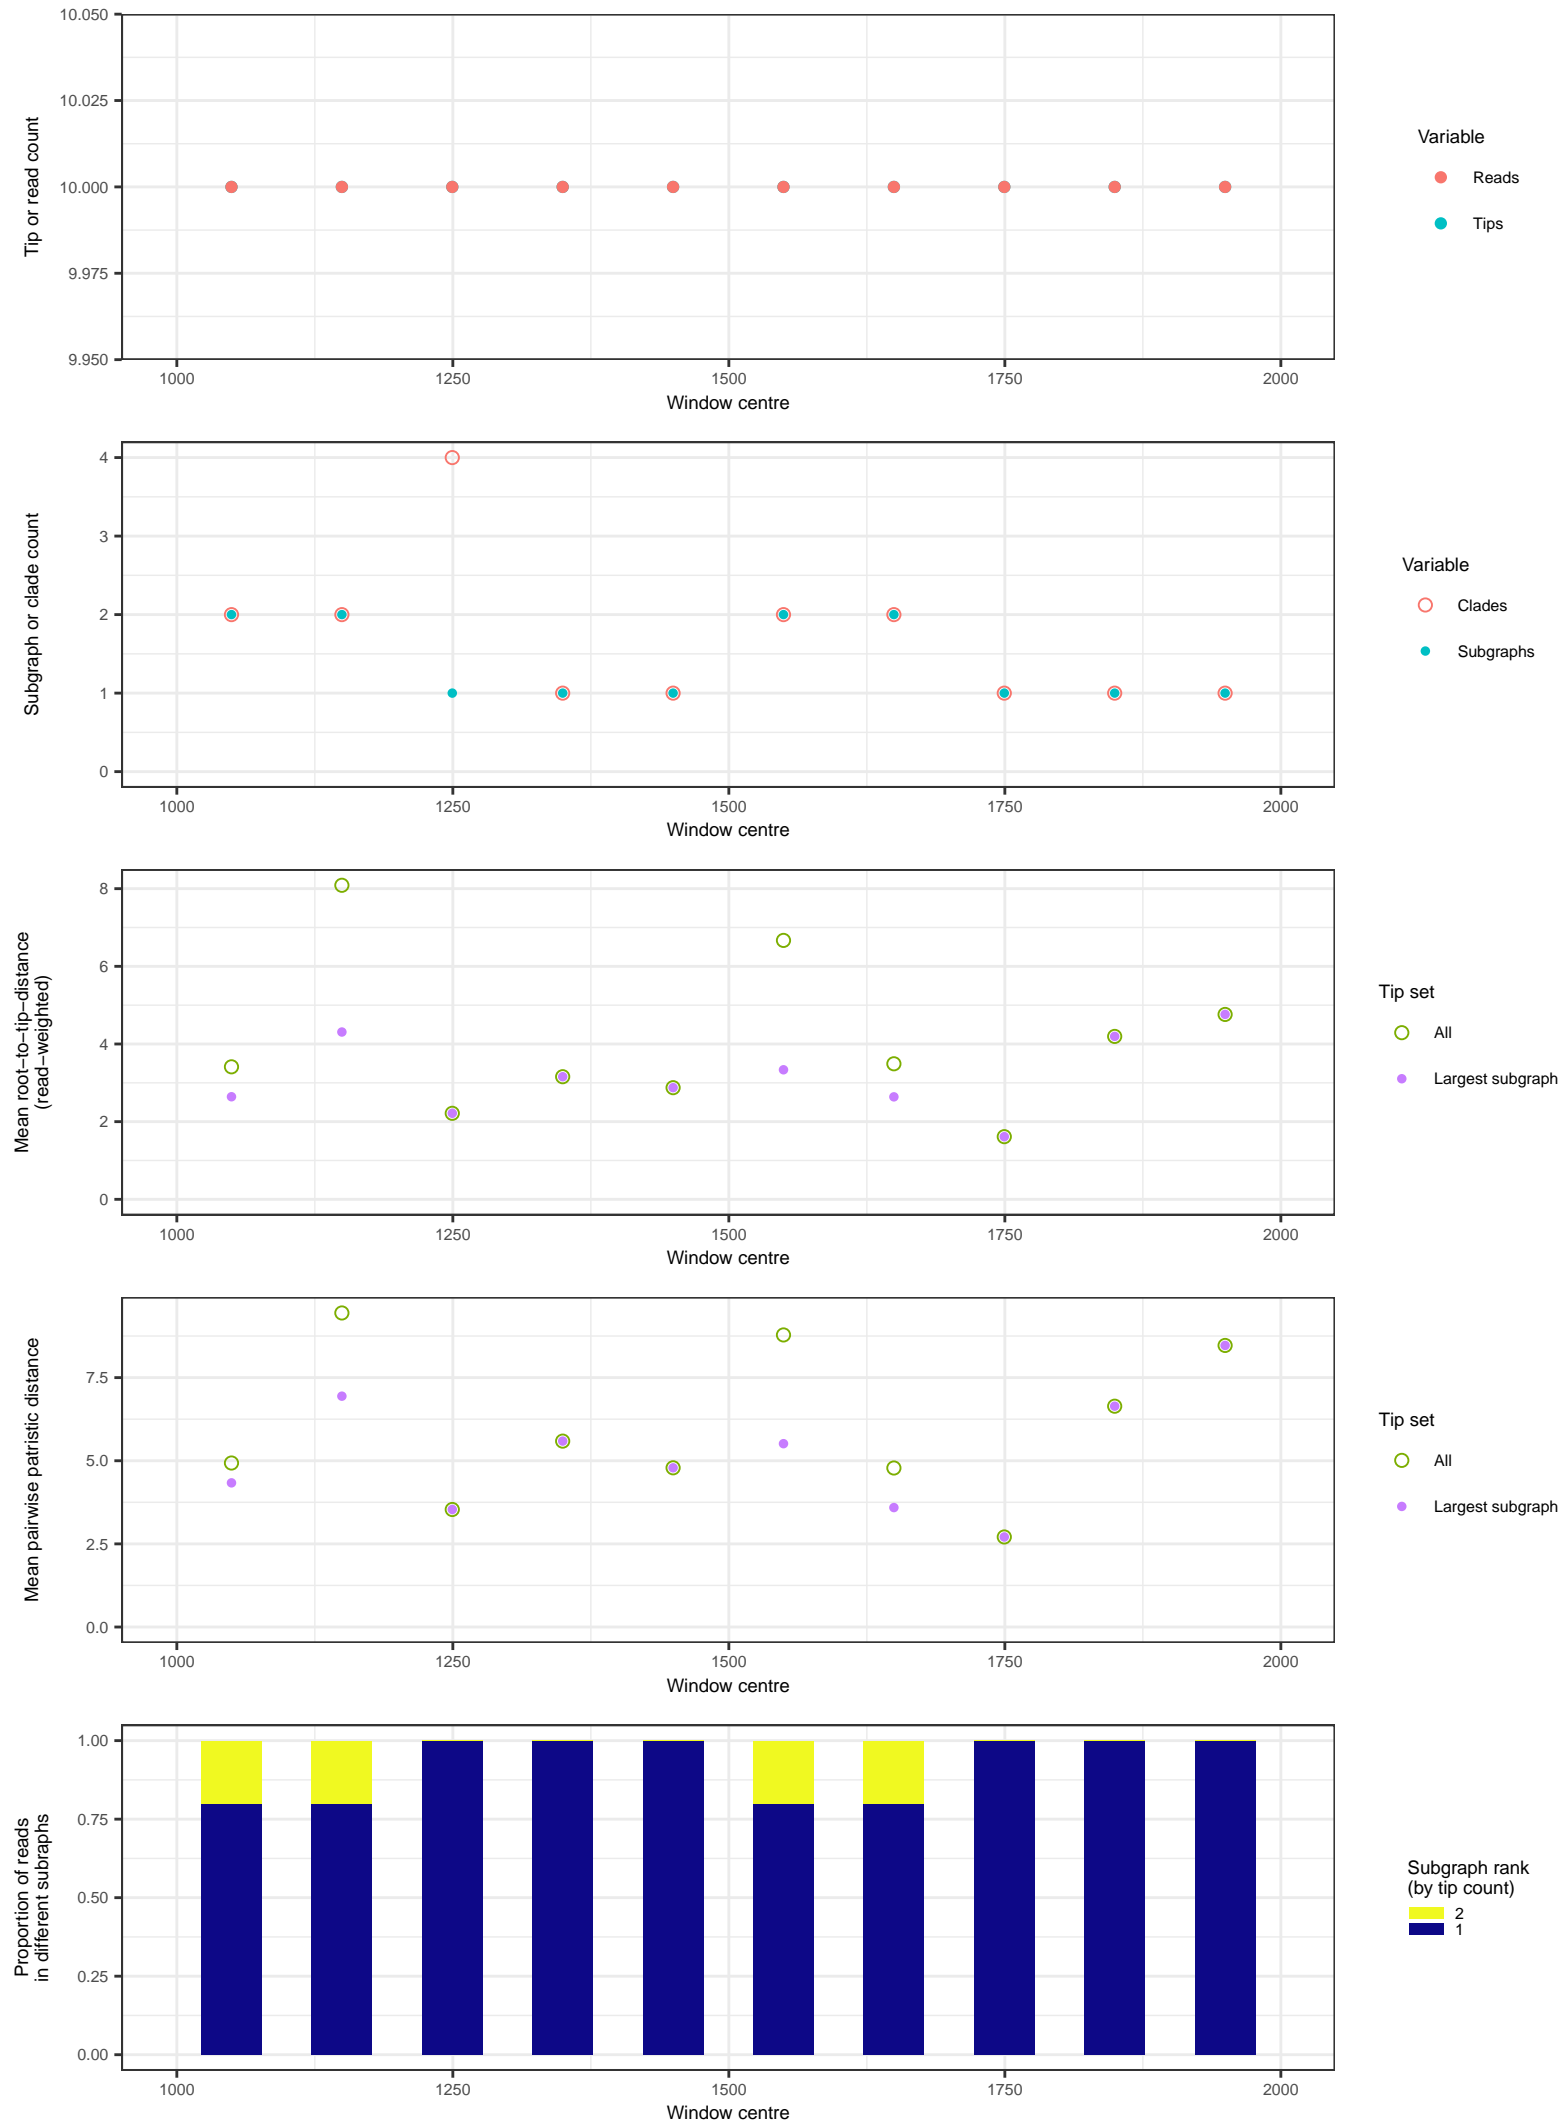 10.050
10.025
10.000
9.975
9.950
Tip or read count
1000 1250 1500 1750 2000
Window centre
Variable
Reads
Tips
4
3
2
1
0
Subgraph or clade count
1000 1250 1500 1750 2000
Window centre
Variable
Clades
Subgraphs
8
6
4
2
0
Mean root−to−tip−distance
(read−weighted)
1000 1250 1500 1750 2000
Window centre
Tip set
All
Largest subgraph
7.5
5.0
2.5
0.0
Mean pairwise patristic distance
1000 1250 1500 1750 2000
Window centre
Tip set
All
Largest subgraph
1.00
0.75
0.50
0.25
0.00
Proportion of reads
in different subraphs
1000 1250 1500 1750 2000
Window centre
Subgraph rank
(by tip count)
2
1